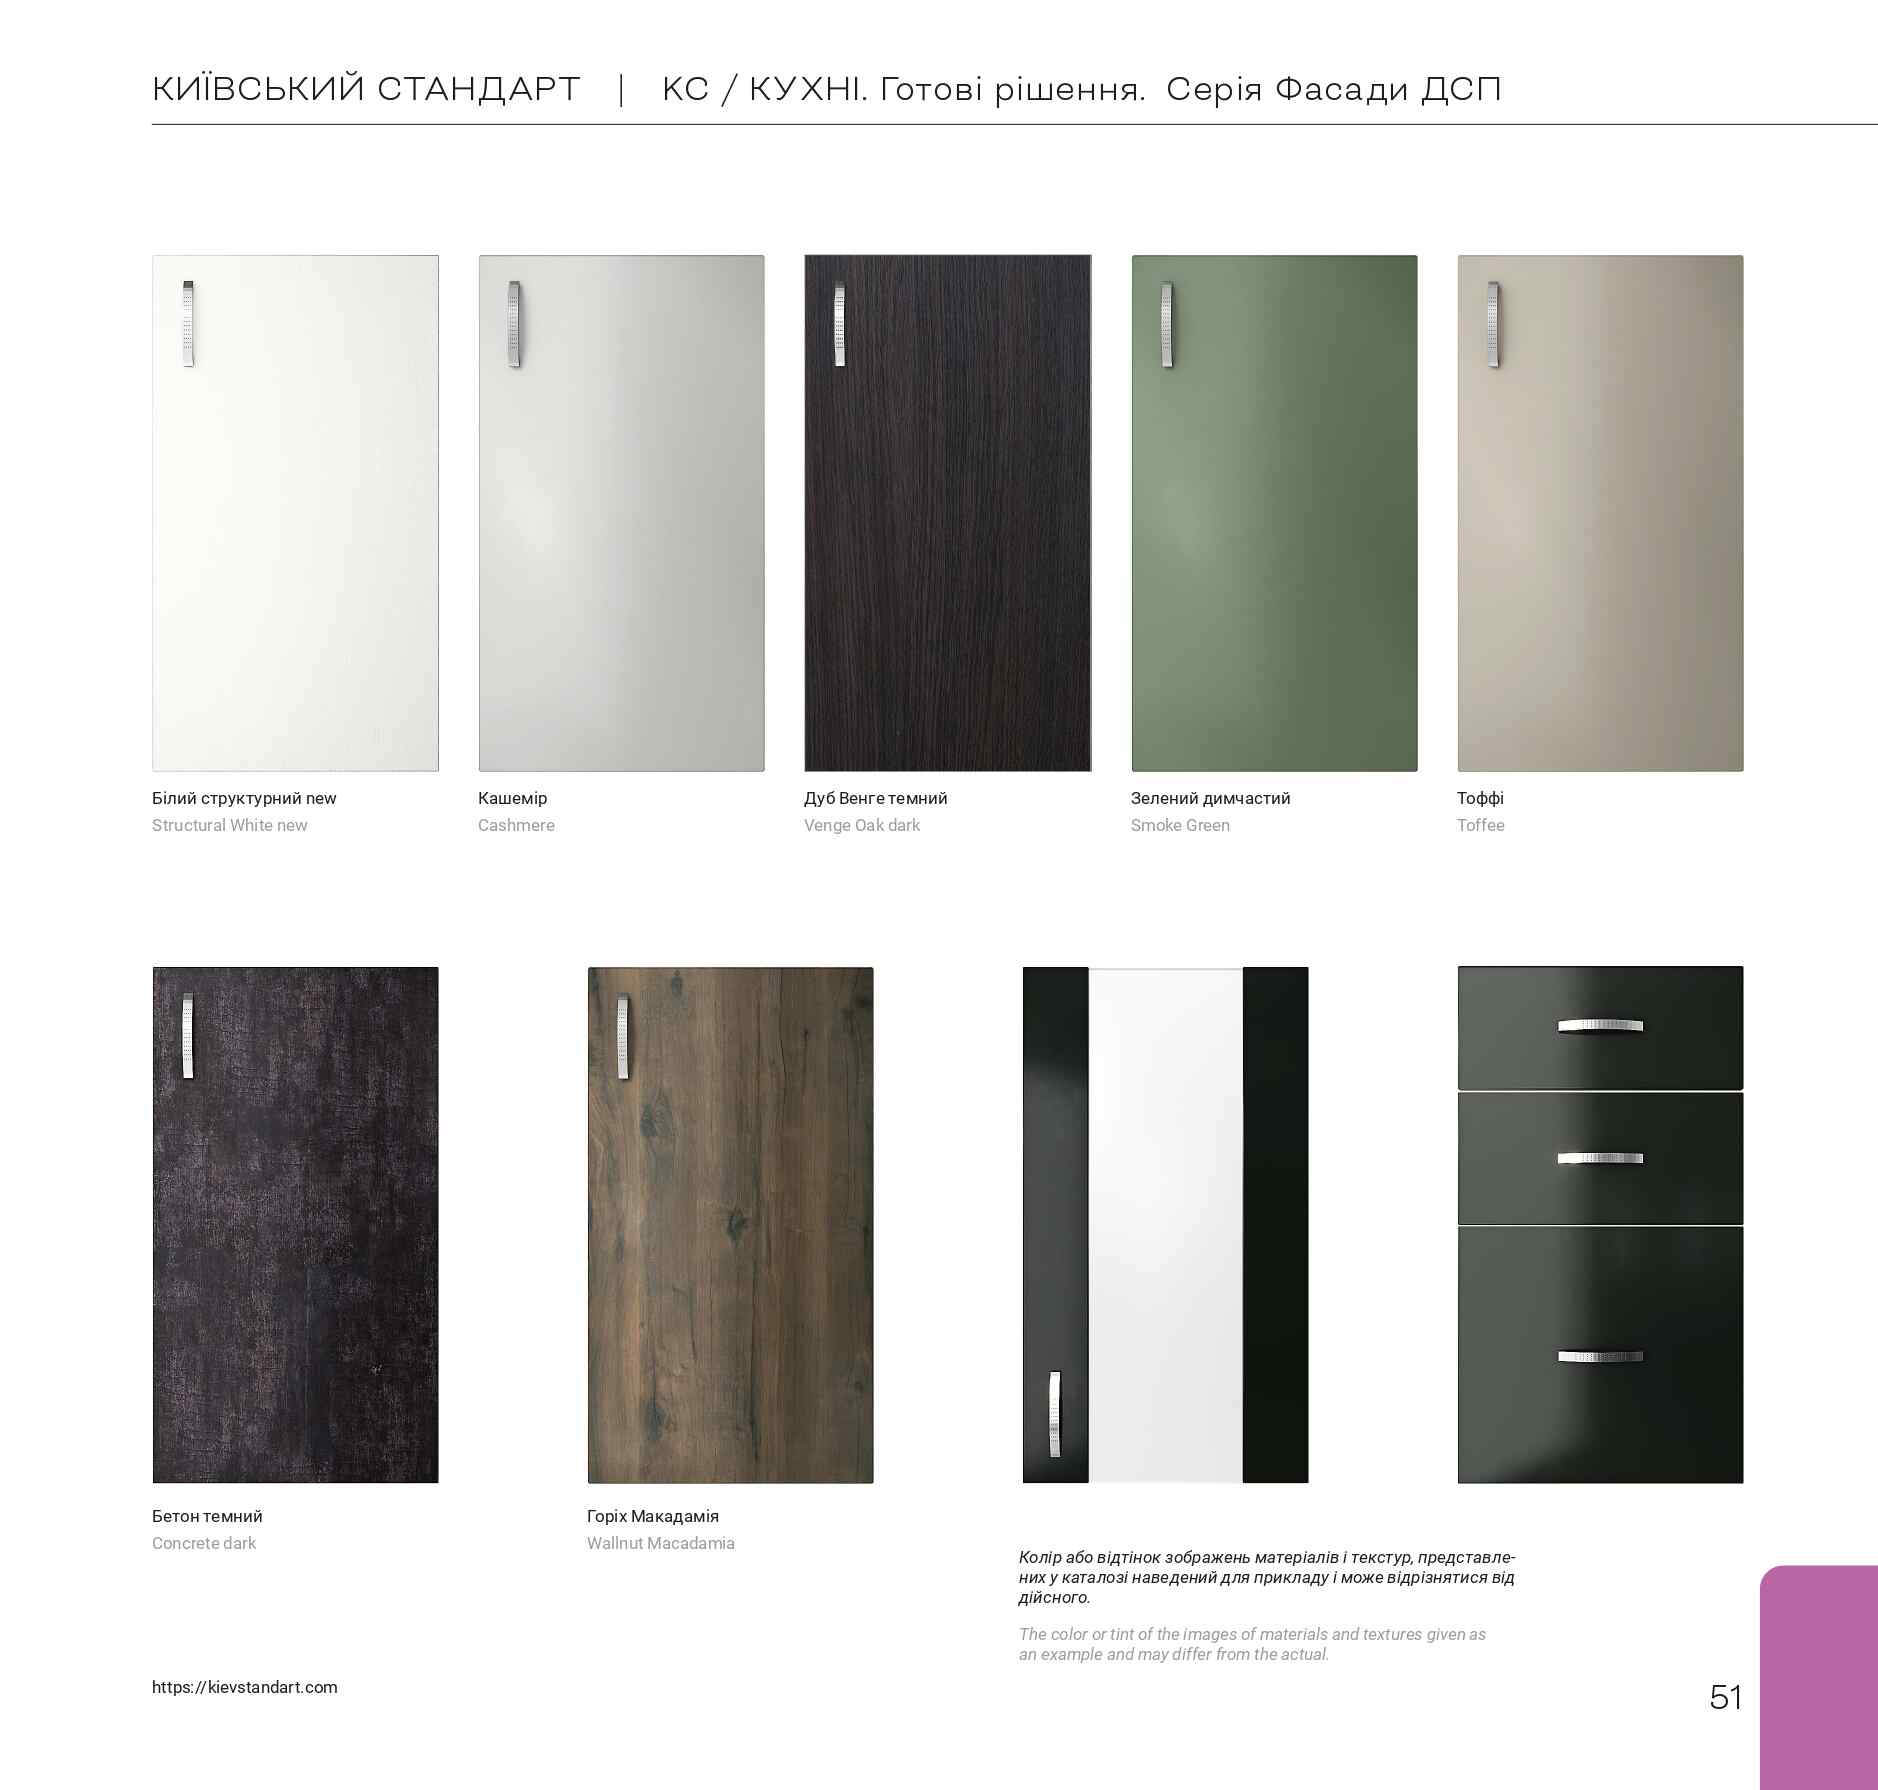 КИЇВСЬКИЙ СТАНДАРТ | КС / КУХНІ. Готові рішення. Серія Фасади ДСП
Білий структурний new
Structural White new
Кашемір
Cashmere
Дуб Венге темний
Venge Oak dark
Зелений димчастий
Smoke Green
Тоффі
Toffee
Бетон темний
Concrete dark
Горіх Макадамія
Wallnut Macadamia
Колір або відтінок зображень матеріалів і текстур, представле-
них у каталозі наведений для прикладу і може відрізнятися від
дійсного.
The color or tint of the images of materials and textures given as
an example and may differ from the actual.
https://kievstandart.com
51